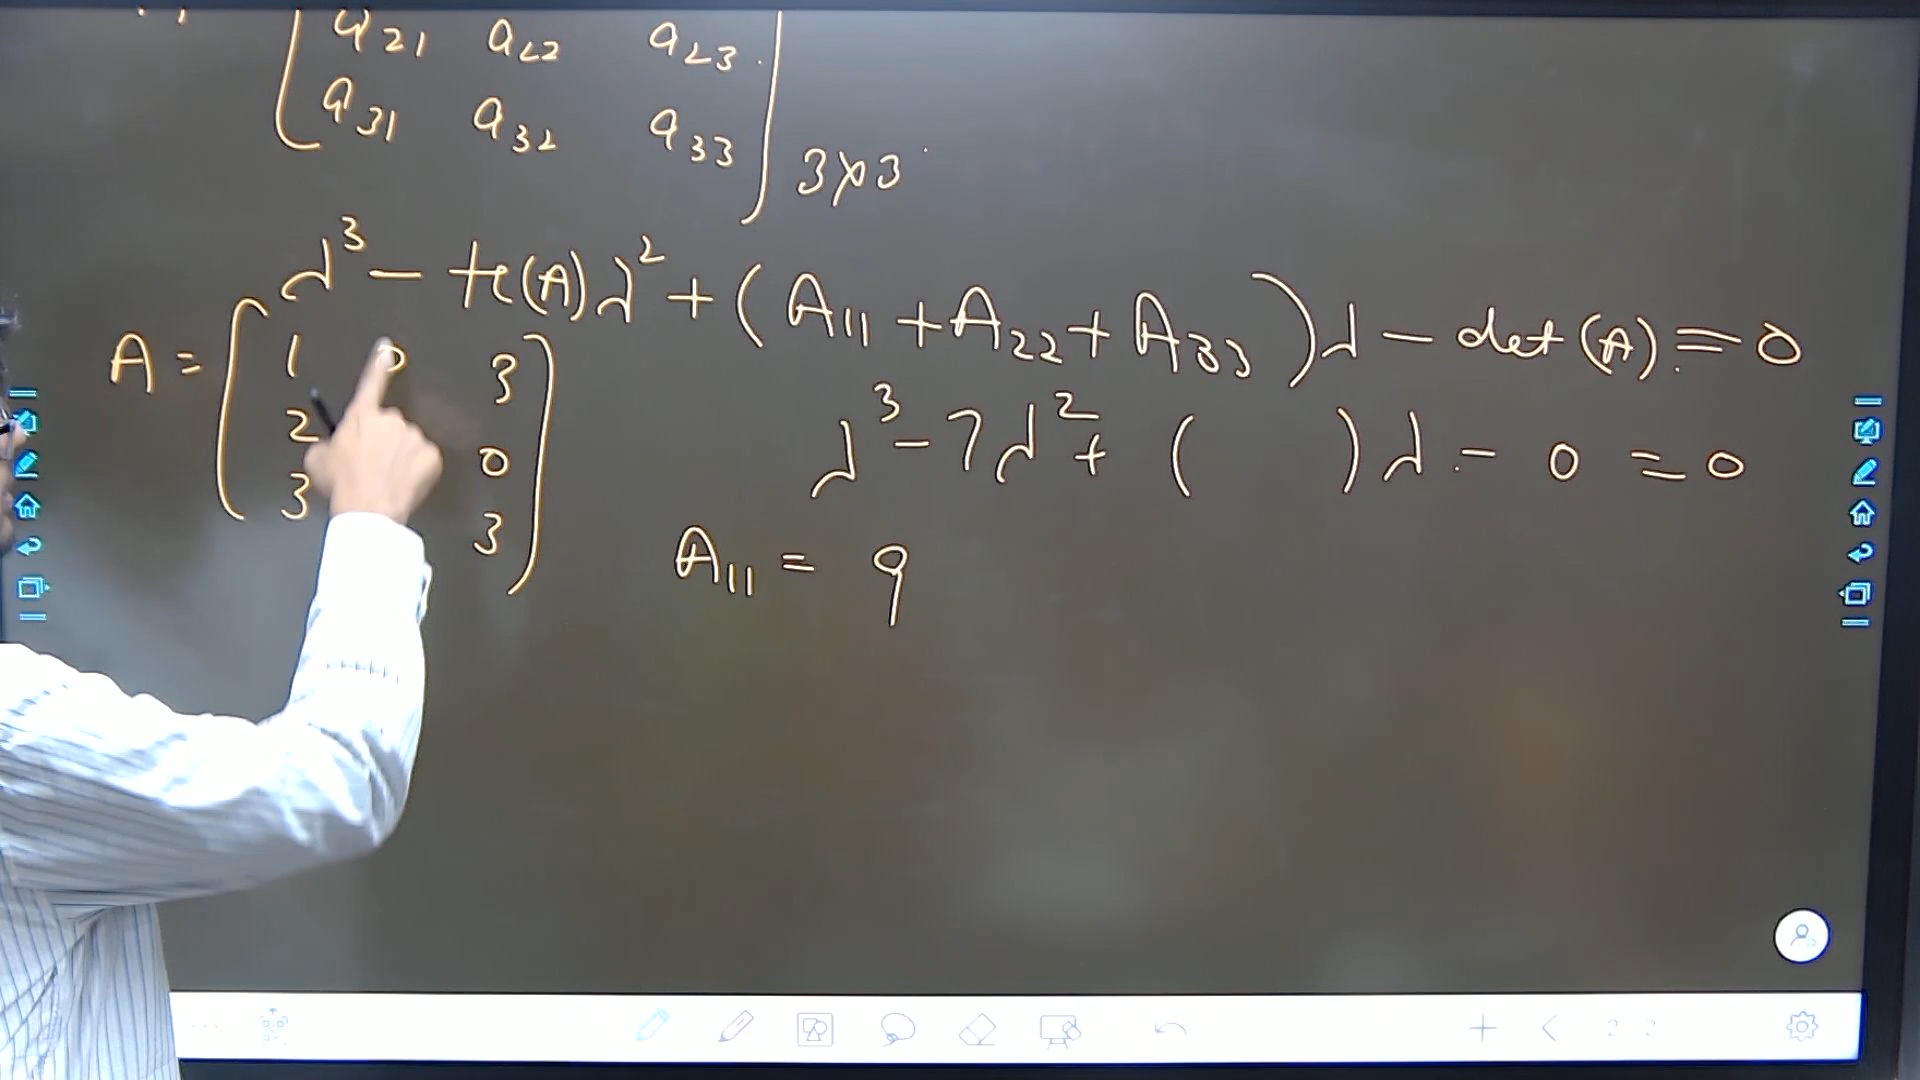 a21 a22 a23
a31 a32 a33 3×3
λ³ - tr(A)λ² + (A11 + A22 + A33)λ - det(A) = 0
A = [1 0 3
2 0
3 3]
λ³ - 7λ² + ( )λ - 0 = 0
A11 = 9